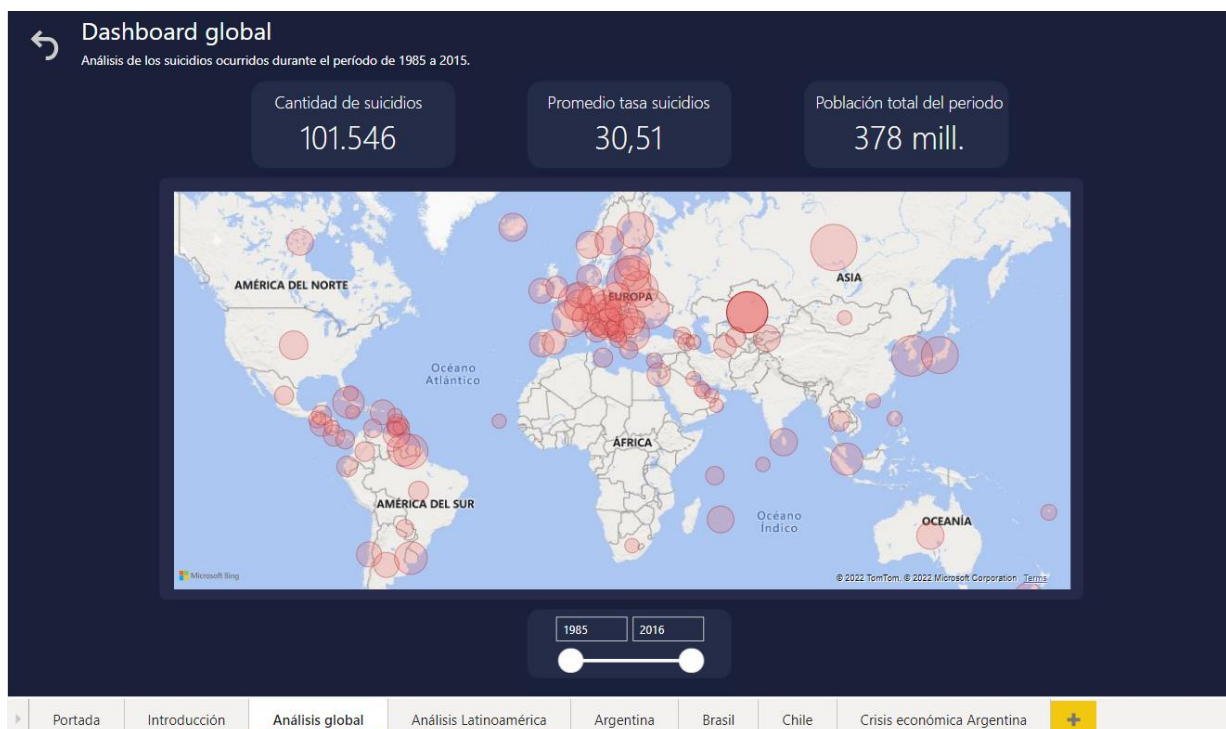 Dashboard global
Análisis de los suicidios ocurridos durante el período de 1985 a 2015.
Cantidad de suicidios
101.546
Promedio tasa suicidios
30,51
Población total del periodo
378 mill.
AMÉRICA DEL NORTE
EUROPA
ASIA
Océano
Atlántico
ÁFRICA
AMÉRICA DEL SUR
Océano
Índico
OCEANÍA
Microsoft Bing
© 2022 TomTom, © 2022 Microsoft Corporation Terms
1985
2016
Portada
Introducción
Análisis global
Análisis Latinoamérica
Argentina
Brasil
Chile
Crisis económica Argentina
+